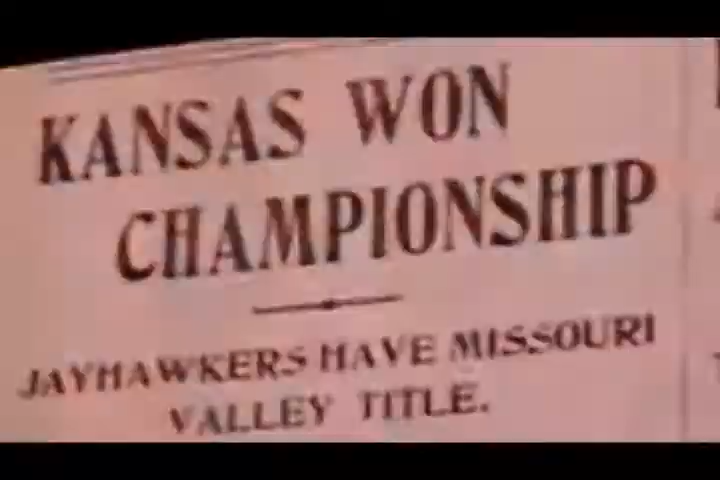 KANSAS WON
CHAMPIONSHIP
JAYHAWKERS HAVE MISSOURI
VALLEY TITLE.